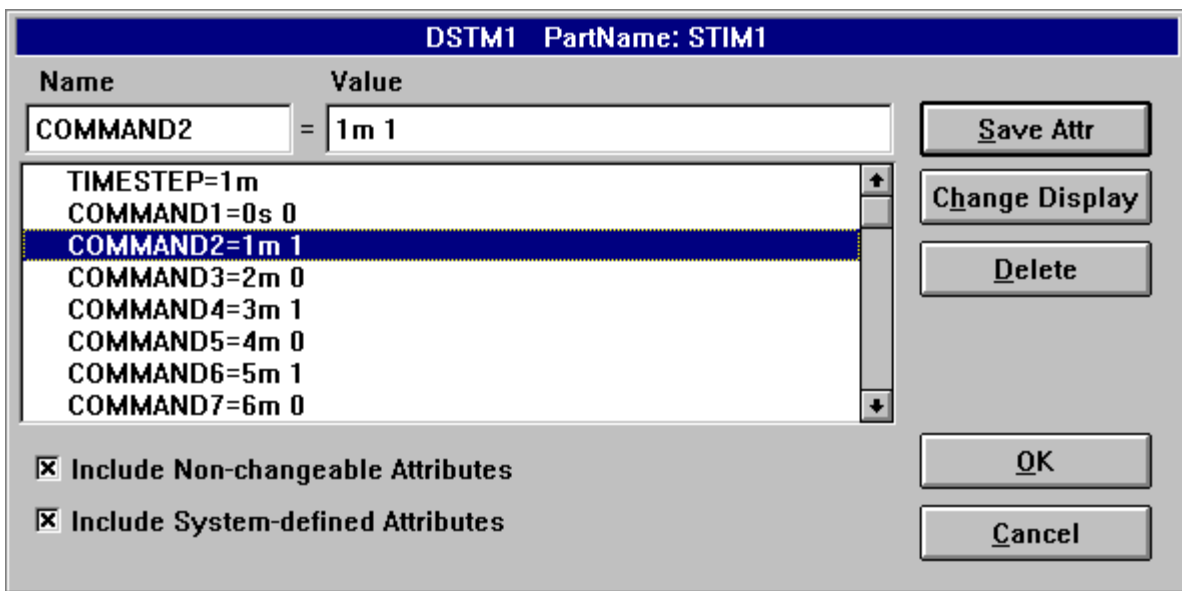 DSTM1 PartName: STIM1
Name Value
COMMAND2 = 1m 1
Save Attr
TIMESTEP=1m
COMMAND1=0s 0
COMMAND2=1m 1
COMMAND3=2m 0
COMMAND4=3m 1
COMMAND5=4m 0
COMMAND6=5m 1
COMMAND7=6m 0
Change Display
Delete
Include Non-changeable Attributes
Include System-defined Attributes
OK
Cancel